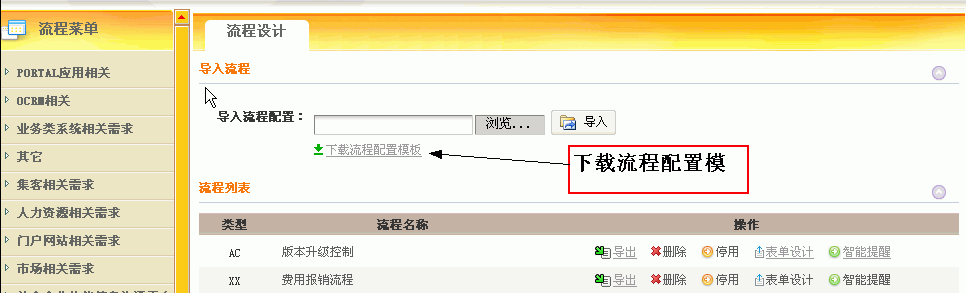 流程菜单
PORTAL应用相关
OCRM相关
业务类系统相关需求
其它
集客相关需求
人力资源相关需求
门户网站相关需求
市场相关需求
流程设计
导入流程
导入流程配置： 浏览... 导入
下载流程配置模板
下载流程配置模
流程列表
类型 流程名称 操作
AC 版本升级控制 导出 删除 停用 表单设计 智能提醒
XX 费用报销流程 导出 删除 停用 表单设计 智能提醒